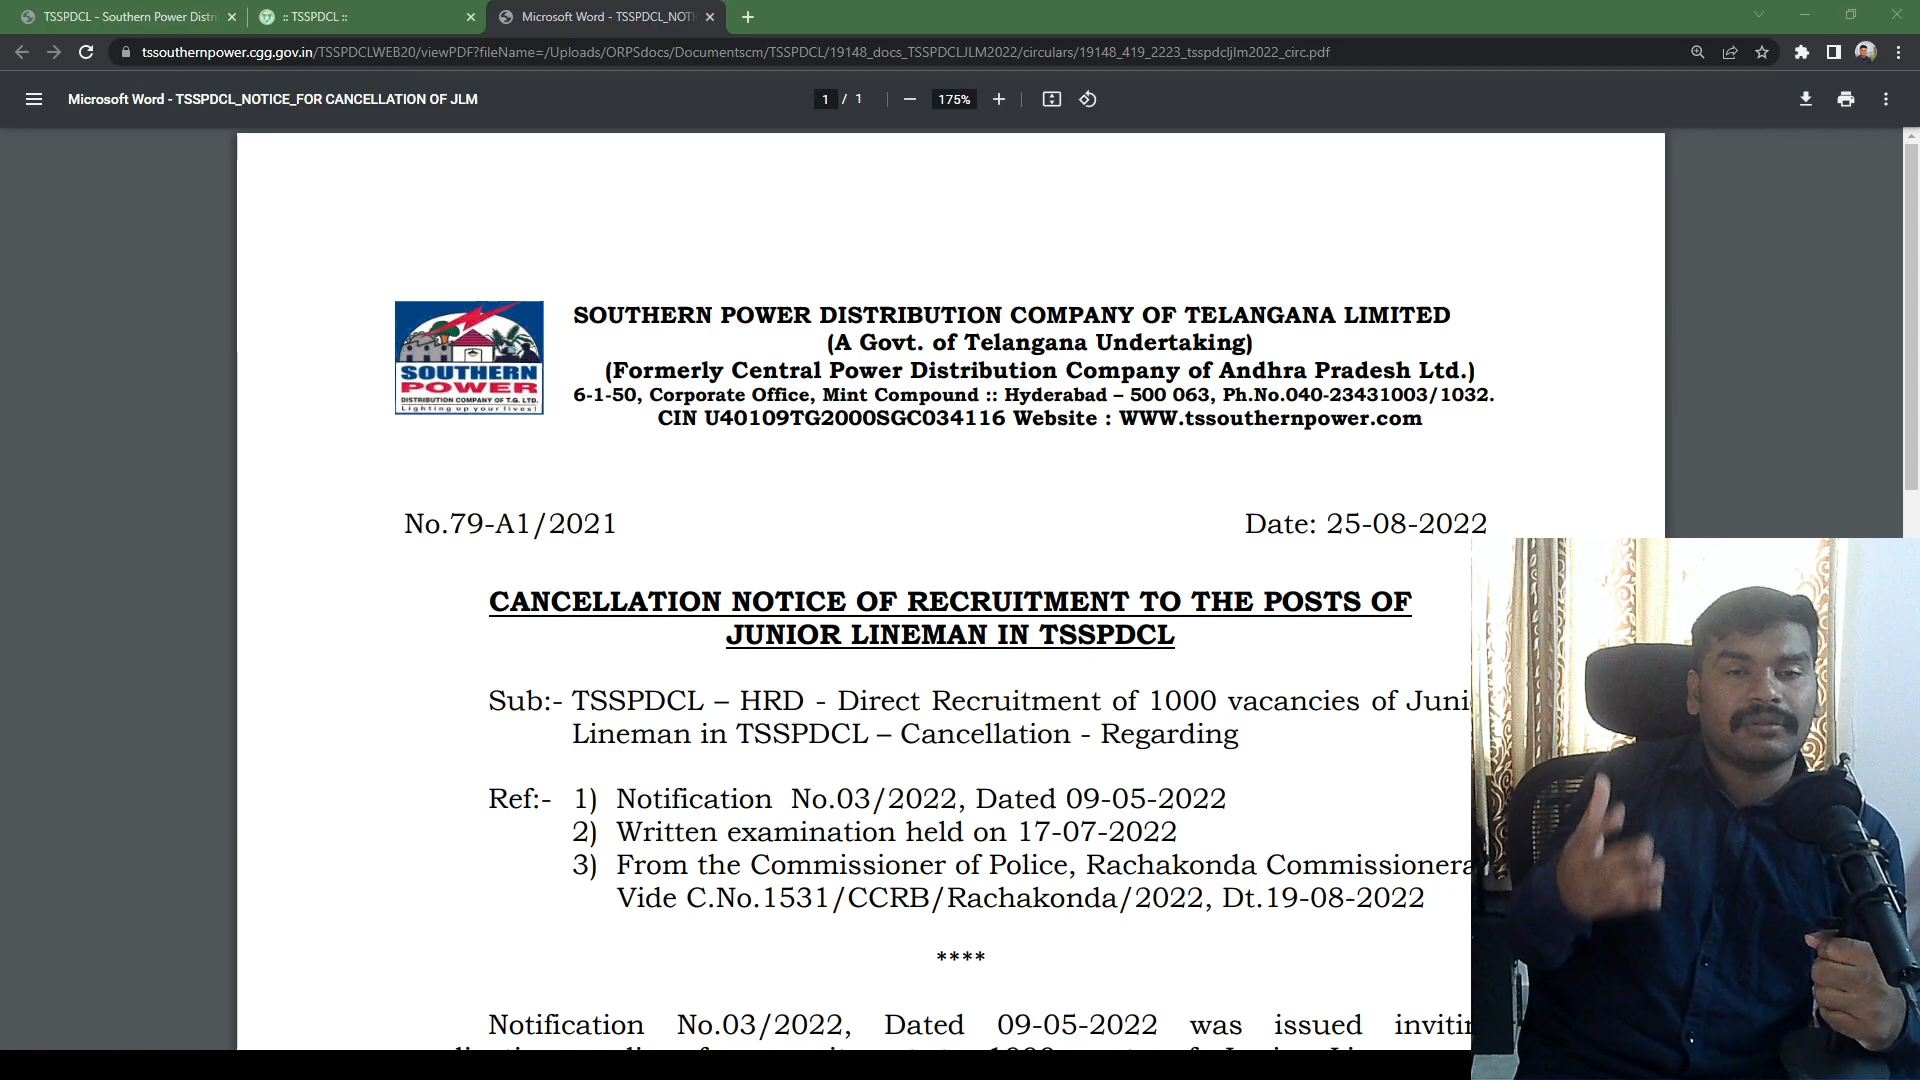 TSSPDCL - Southern Power Distri
:: TSSPDCL ::
Microsoft Word - TSSPDCL_NOTI
tssouthernpower.cgg.gov.in/TSSPDCLWEB20/viewPDF?fileName=/Uploads/ORPSdocs/Documentscm/TSSPDCL/19148_docs_TSSPDCLJLM2022/circulars/19148_419_2223_tsspdcljlm2022_circ.pdf
Microsoft Word - TSSPDCL_NOTICE_FOR CANCELLATION OF JLM
1 / 1
175%
SOUTHERN
POWER
DISTRIBUTION COMPANY OF T.G. LTD.
Lighting up your lives!
SOUTHERN POWER DISTRIBUTION COMPANY OF TELANGANA LIMITED
(A Govt. of Telangana Undertaking)
(Formerly Central Power Distribution Company of Andhra Pradesh Ltd.)
6-1-50, Corporate Office, Mint Compound :: Hyderabad – 500 063, Ph.No.040-23431003/1032.
CIN U40109TG2000SGC034116 Website : WWW.tssouthernpower.com
No.79-A1/2021 Date: 25-08-2022
CANCELLATION NOTICE OF RECRUITMENT TO THE POSTS OF
JUNIOR LINEMAN IN TSSPDCL
Sub:- TSSPDCL – HRD - Direct Recruitment of 1000 vacancies of Juni
Lineman in TSSPDCL – Cancellation - Regarding
Ref:- 1) Notification No.03/2022, Dated 09-05-2022
2) Written examination held on 17-07-2022
3) From the Commissioner of Police, Rachakonda Commissionera
Vide C.No.1531/CCRB/Rachakonda/2022, Dt.19-08-2022
****
Notification No.03/2022, Dated 09-05-2022 was issued invitin